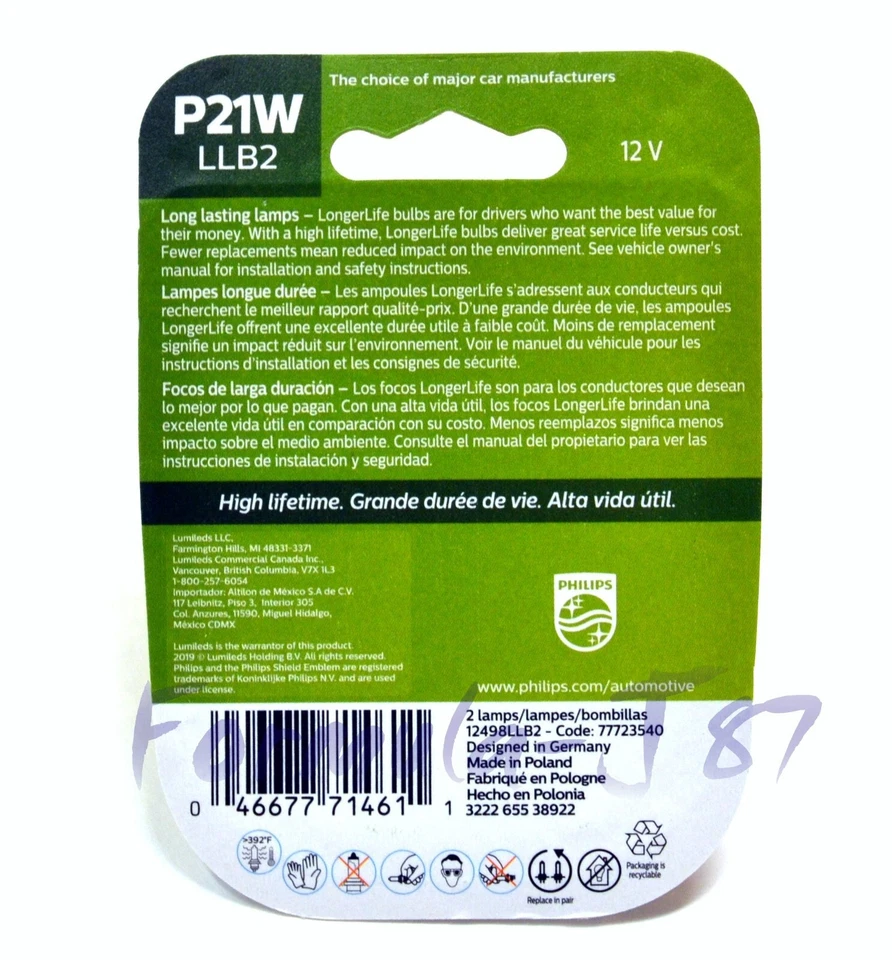 The choice of major car manufacturers
P21W
LLB2
12 V
Long lasting lamps – LongerLife bulbs are for drivers who want the best value for
their money. With a high lifetime, LongerLife bulbs deliver great service life versus cost.
Fewer replacements mean reduced impact on the environment. See vehicle owner's
manual for installation and safety instructions.
Lampes longue durée – Les ampoules LongerLife s'adressent aux conducteurs qui
recherchent le meilleur rapport qualité-prix. D'une grande durée de vie, les ampoules
LongerLife offrent une excellente durée utile à faible coût. Moins de remplacement
signifie un impact réduit sur l'environnement. Voir le manuel du véhicule pour les
instructions d'installation et les consignes de sécurité.
Focos de larga duración – Los focos LongerLife son para los conductores que desean
lo mejor por lo que pagan. Con una alta vida útil, los focos LongerLife brindan una
excelente vida útil en comparación con su costo. Menos reemplazos significa menos
impacto sobre el medio ambiente. Consulte el manual del propietario para ver las
instrucciones de instalación y seguridad.
High lifetime. Grande durée de vie. Alta vida útil.
Lumileds LLC,
Farmington Hills, MI 48331-3371
Lumileds Commercial Canada Inc.,
Vancouver, British Columbia, V7X 1L3
1-800-257-6054
Importador: Altilon de México S.A de C.V.
117 Leibnitz, Piso 3, Interior 305
Col. Anzures, 11590, Miguel Hidalgo,
México CDMX
Lumileds is the warrantor of this product.
2019 © Lumileds Holding B.V. All rights reserved.
Philips and the Philips Shield Emblem are registered
trademarks of Koninklijke Philips N.V. and are used
under license.
PHILIPS
www.philips.com/automotive
Formula-J 87
2 lamps/lampes/bombillas
12498LLB2 - Code: 77723540
Designed in Germany
Made in Poland
Fabriqué en Pologne
Hecho en Polonia
3222 655 38922
0 46677 71461 1
>392°F
Replace in pair
Packaging is
recyclable